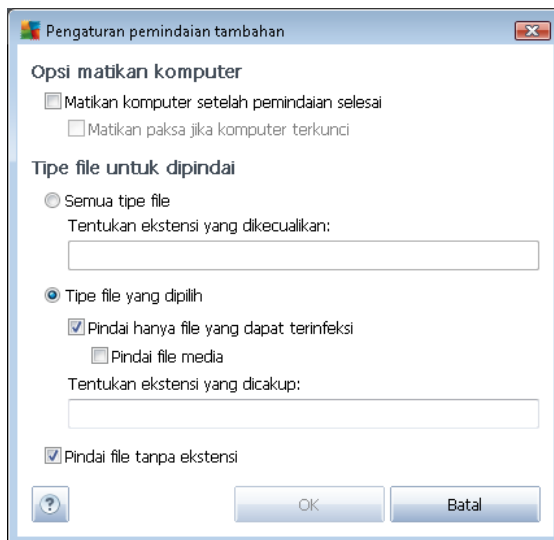 Pengaturan pemindaian tambahan
Opsi matikan komputer
Matikan komputer setelah pemindaian selesai
Matikan paksa jika komputer terkunci
Tipe file untuk dipindai
Semua tipe file
Tentukan ekstensi yang dikecualikan:
Tipe file yang dipilih
Pindai hanya file yang dapat terinfeksi
Pindai file media
Tentukan ekstensi yang dicakup:
Pindai file tanpa ekstensi
? OK Batal